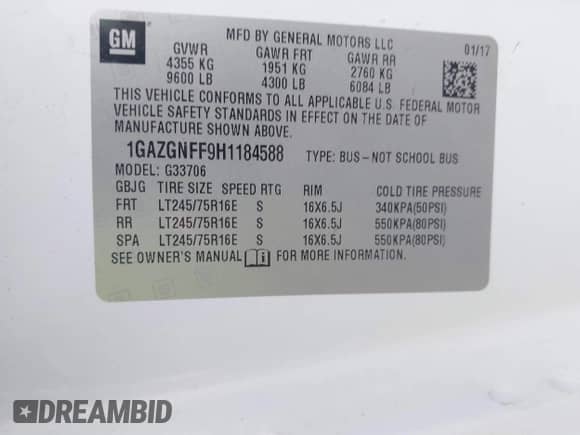 GM
MFD BY GENERAL MOTORS LLC 01/17
GVWR GAWR FRT GAWR RR
4355 KG 1951 KG 2760 KG
9600 LB 4300 LB 6084 LB
THIS VEHICLE CONFORMS TO ALL APPLICABLE U.S. FEDERAL MOTOR
VEHICLE SAFETY STANDARDS IN EFFECT ON THE DATE OF
MANUFACTURE SHOWN ABOVE.
1GAZGNFF9H1184588 TYPE: BUS–NOT SCHOOL BUS
MODEL: G33706
GBJG TIRE SIZE SPEED RTG RIM COLD TIRE PRESSURE
FRT LT245/75R16E S 16X6.5J 340KPA(50PSI)
RR LT245/75R16E S 16X6.5J 550KPA(80PSI)
SPA LT245/75R16E S 16X6.5J 550KPA(80PSI)
SEE OWNER'S MANUAL FOR MORE INFORMATION.
DREAMBID